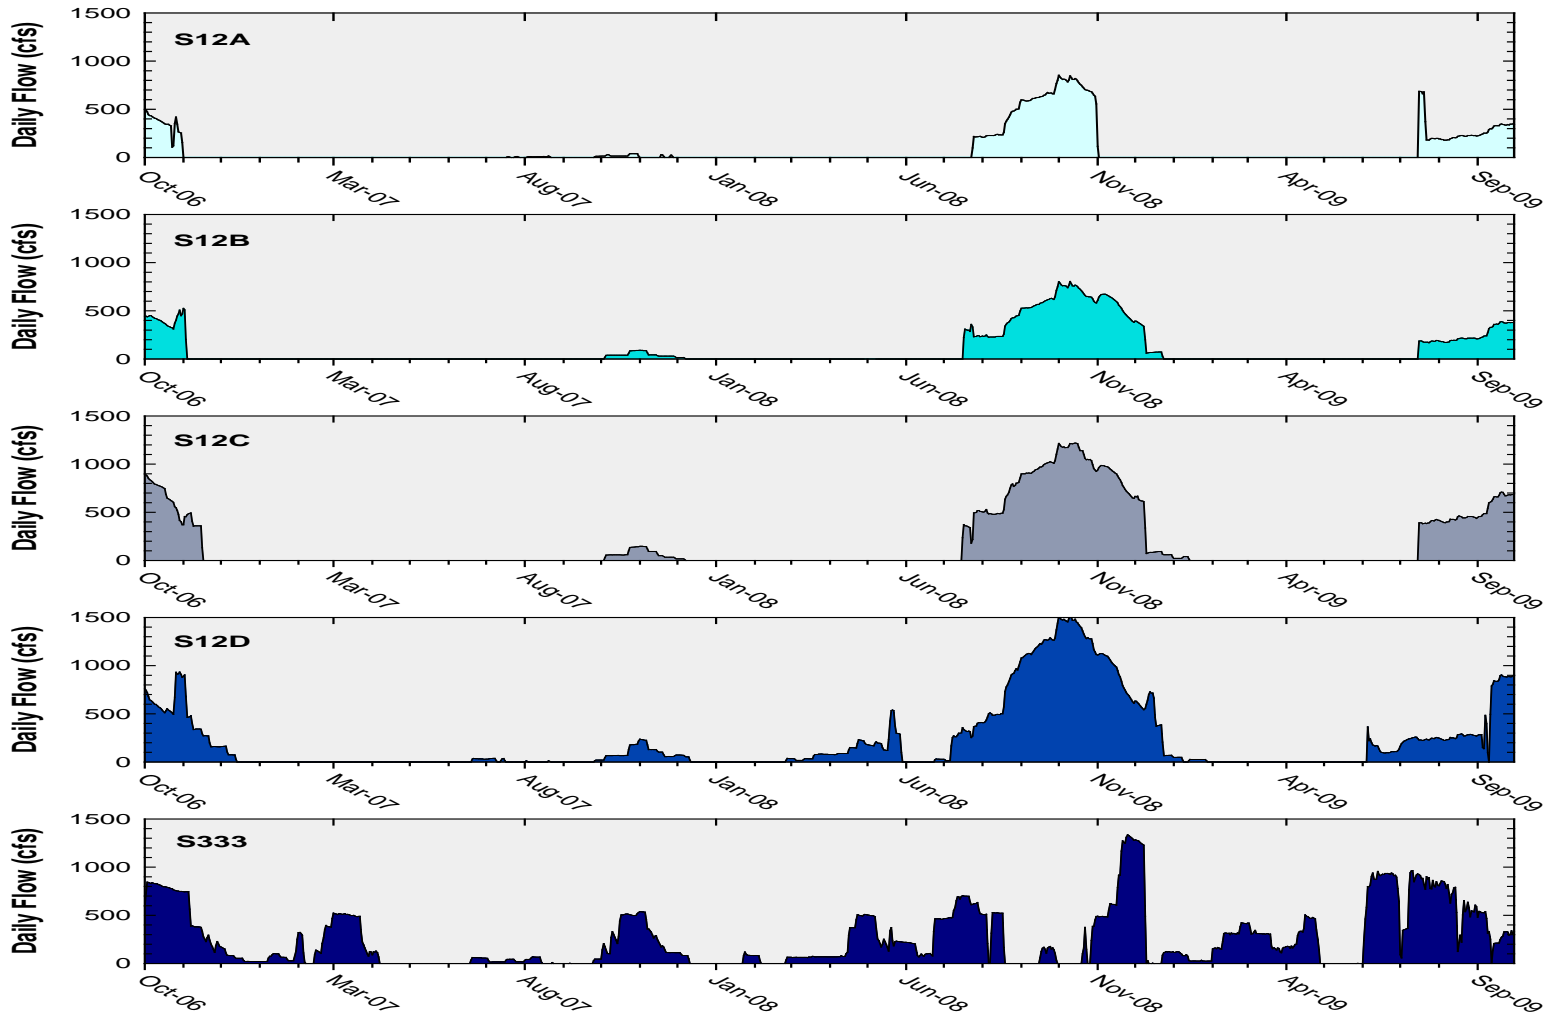 1500
1000
500
0
Daily Flow (cfs)
S12A
Oct-06 Mar-07 Aug-07 Jan-08 Jun-08 Nov-08 Apr-09 Sep-09
1500
1000
500
0
Daily Flow (cfs)
S12B
Oct-06 Mar-07 Aug-07 Jan-08 Jun-08 Nov-08 Apr-09 Sep-09
1500
1000
500
0
Daily Flow (cfs)
S12C
Oct-06 Mar-07 Aug-07 Jan-08 Jun-08 Nov-08 Apr-09 Sep-09
1500
1000
500
0
Daily Flow (cfs)
S12D
Oct-06 Mar-07 Aug-07 Jan-08 Jun-08 Nov-08 Apr-09 Sep-09
1500
1000
500
0
Daily Flow (cfs)
S333
Oct-06 Mar-07 Aug-07 Jan-08 Jun-08 Nov-08 Apr-09 Sep-09